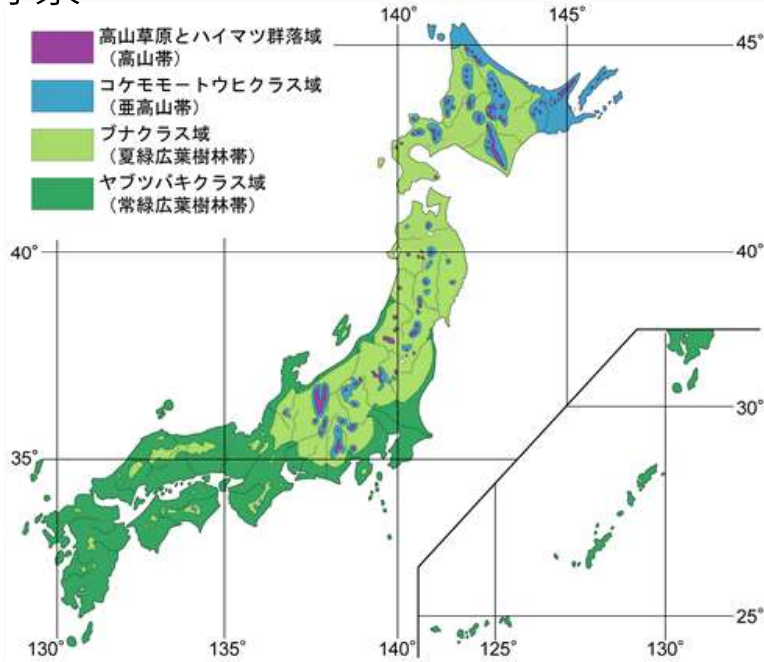 高山草原とハイマツ群落域
（高山帯）
コケモモートウヒクラス域
（亜高山帯）
ブナクラス域
（夏緑広葉樹林帯）
ヤブツバキクラス域
（常緑広葉樹林帯）
140°
145°
45°
40°
40°
35°
30°
25°
130°
135°
140°
125°
130°